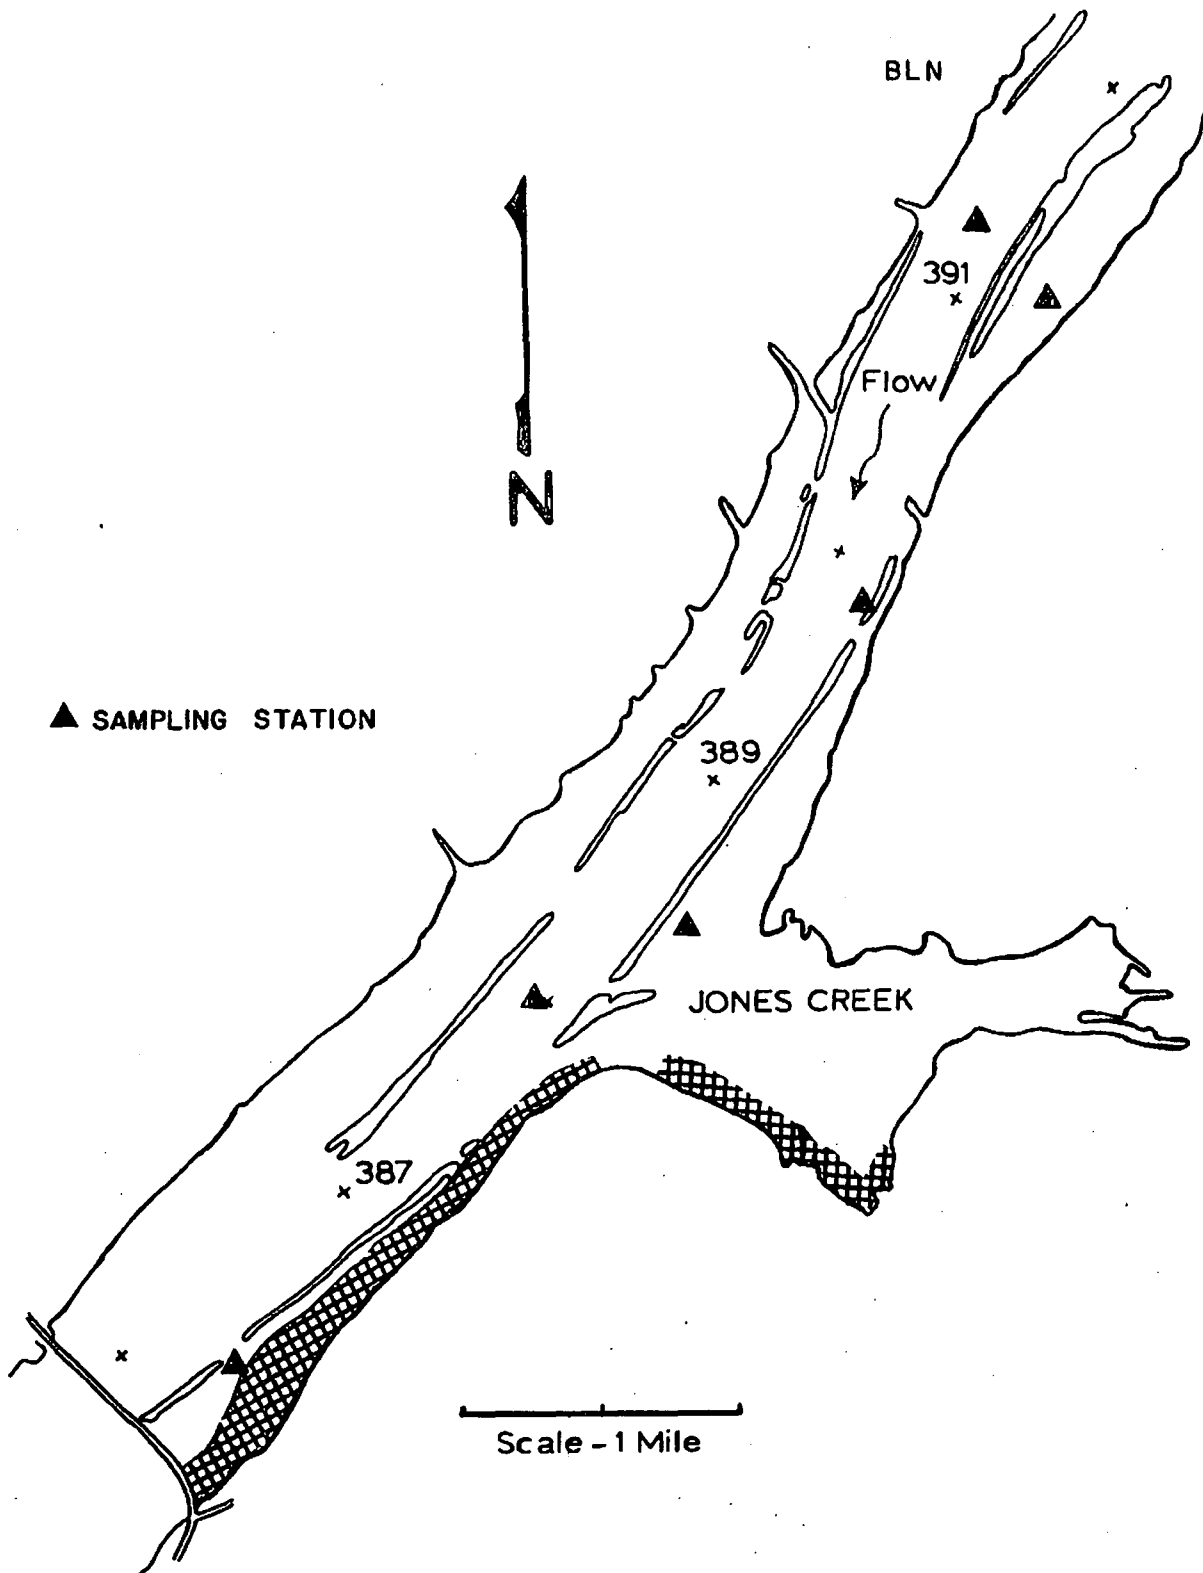 BLN
391
Flow
N
▲ SAMPLING STATION
389
JONES CREEK
387
Scale - 1 Mile